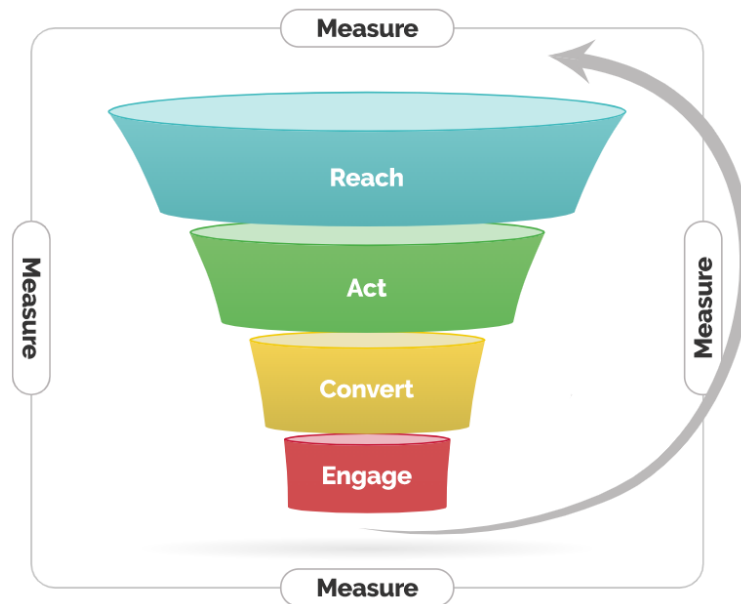 Measure
Reach
Act
Measure
Measure
Convert
Engage
Measure